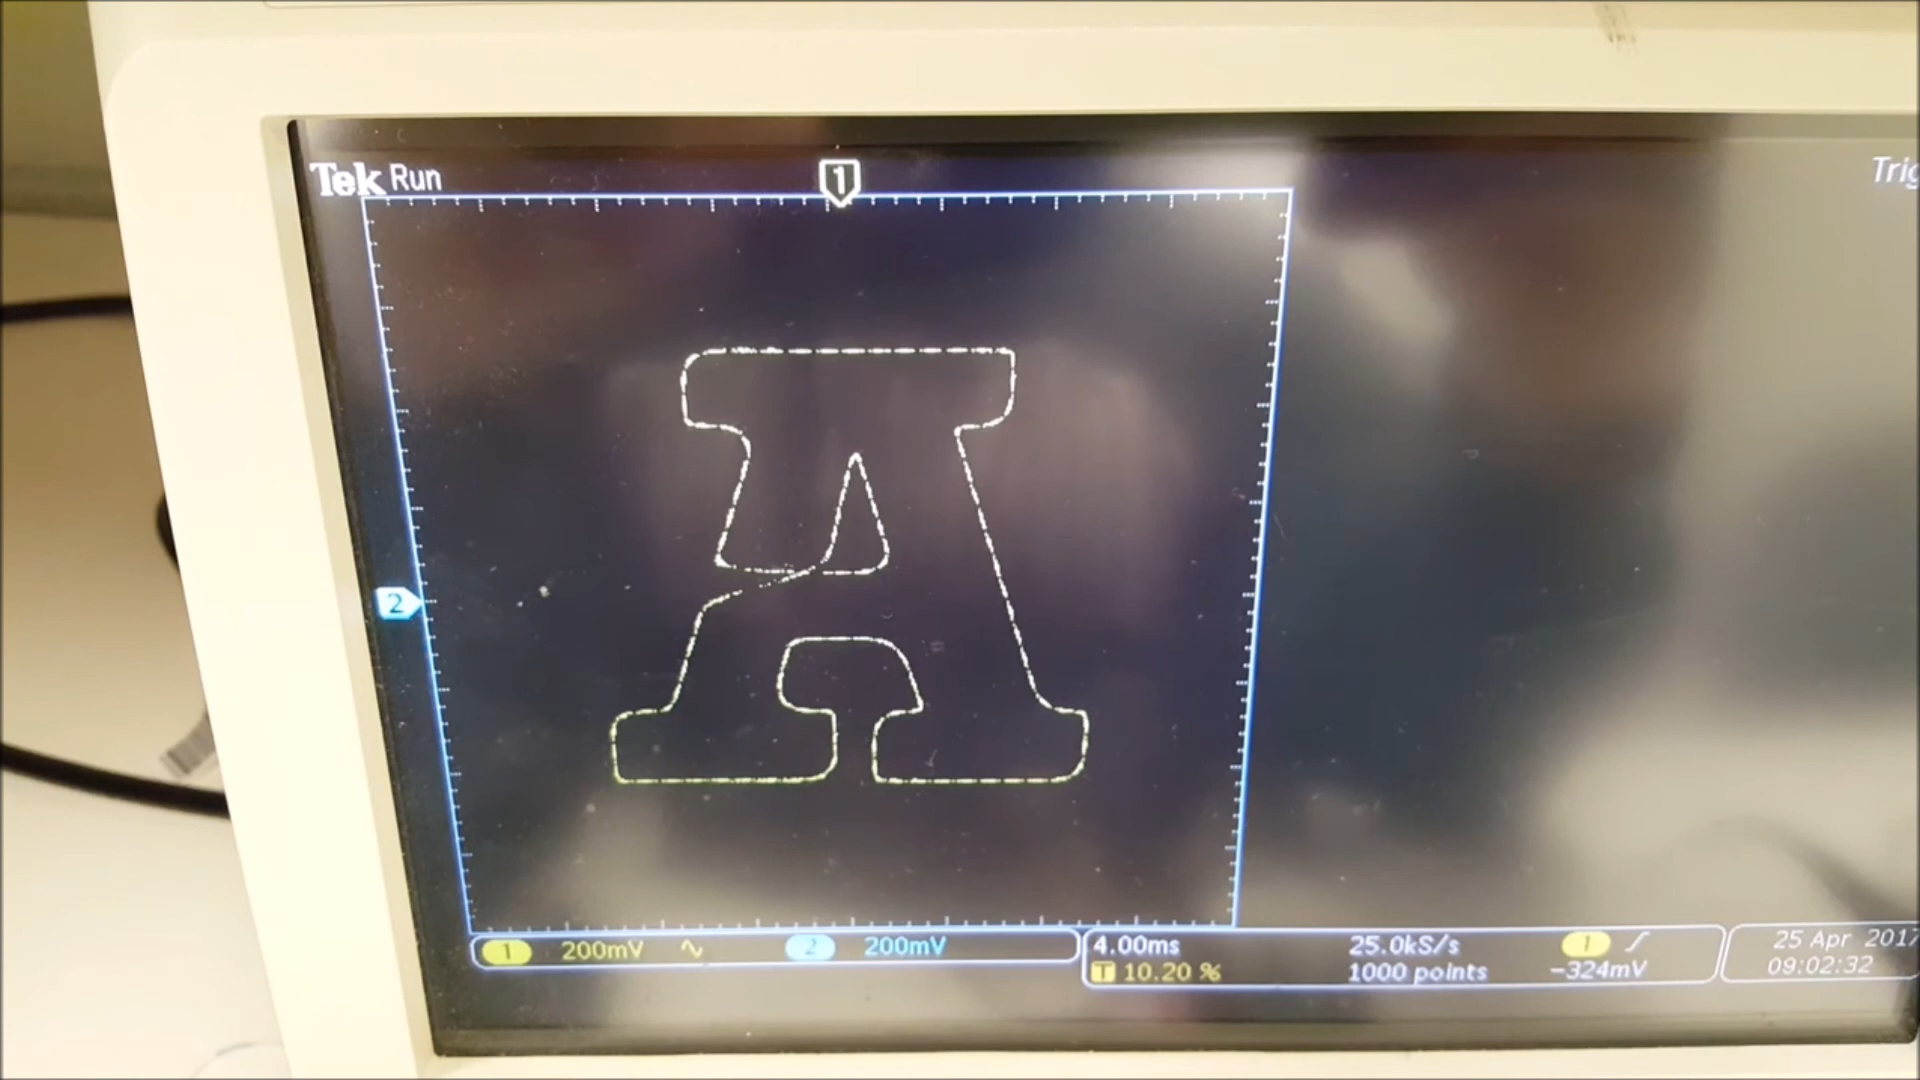 Tek Run
1
Trig
A
2
1 200mV 2 200mV
4.00ms 25.0kS/s 1
T 10.20 % 1000 points -324mV
25 Apr 2017
09:02:32